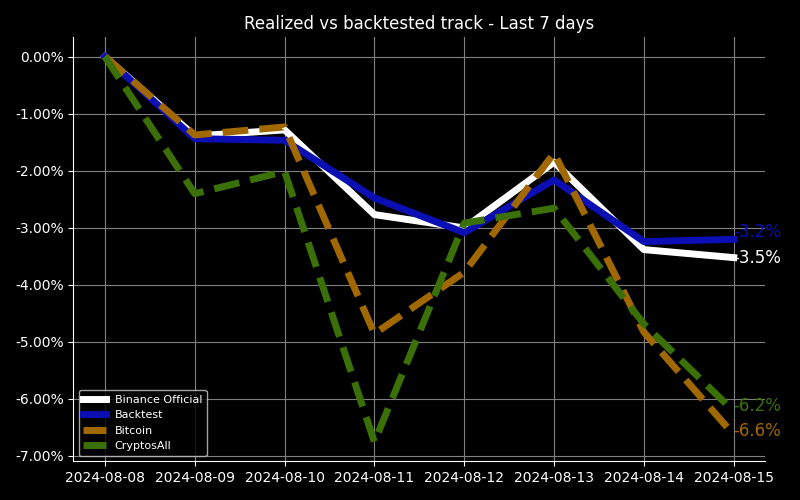 Realized vs backtested track - Last 7 days
0.00%
-1.00%
-2.00%
-3.00%
-4.00%
-5.00%
-6.00%
-7.00%
-3.2%
-3.5%
-6.2%
-6.6%
Binance Official
Backtest
Bitcoin
CryptosAll
2024-08-08 2024-08-09 2024-08-10 2024-08-11 2024-08-12 2024-08-13 2024-08-14 2024-08-15